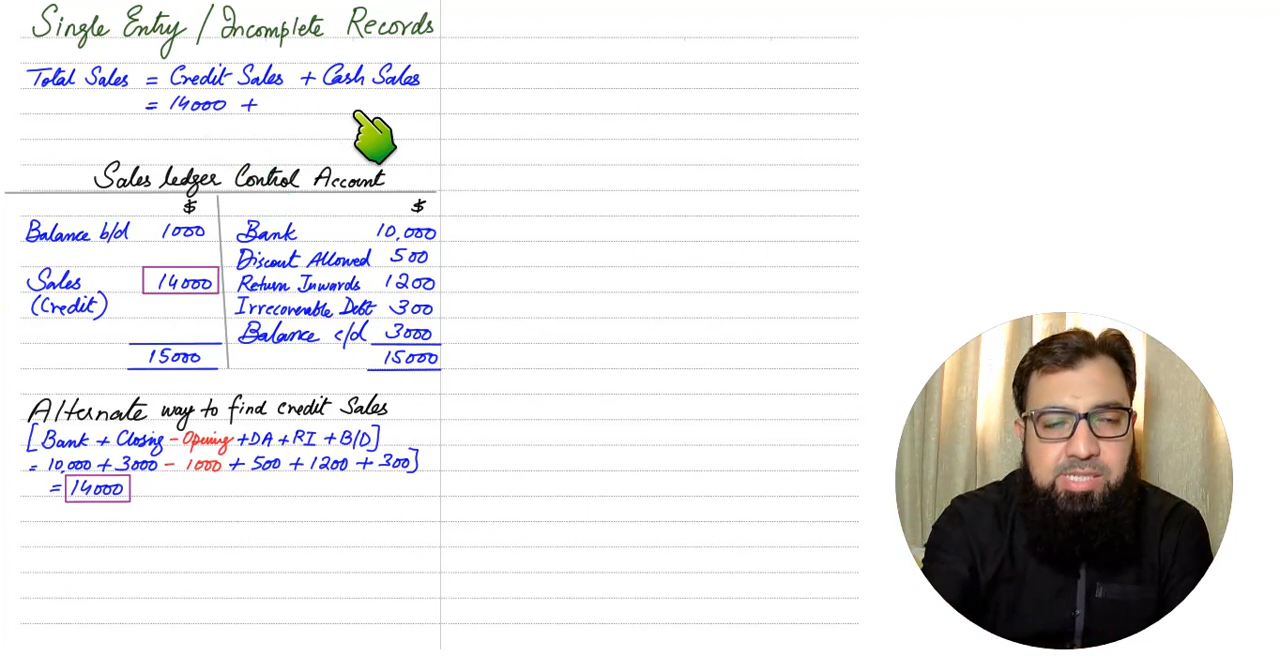 Single Entry / Incomplete Records
Total Sales = Credit Sales + Cash Sales
= 14000 +
Sales ledger Control Account
$ $
Balance b/d 1000 Bank 10,000
Discout Allowed 500
Sales 14000 Return Inwards 1200
(Credit) Irrecoverable Debt 300
Balance c/d 3000
15000 15000
Alternate way to find credit Sales
[Bank + Closing - Opening + DA + RI + B/D]
= 10,000 + 3000 - 1000 + 500 + 1200 + 300]
= 14000